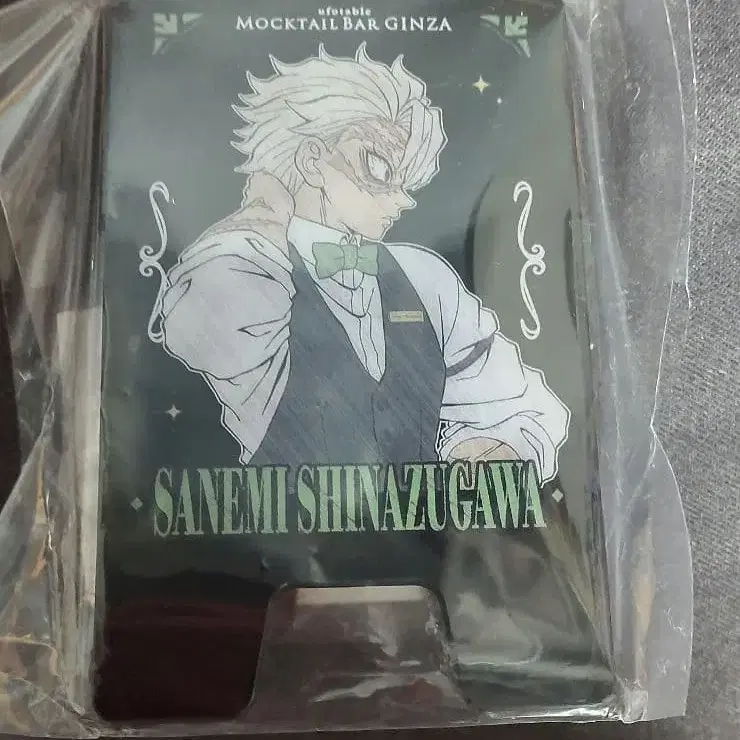 ufotable
MOCKTAIL BAR GINZA
SANEMI SHINAZUGAWA